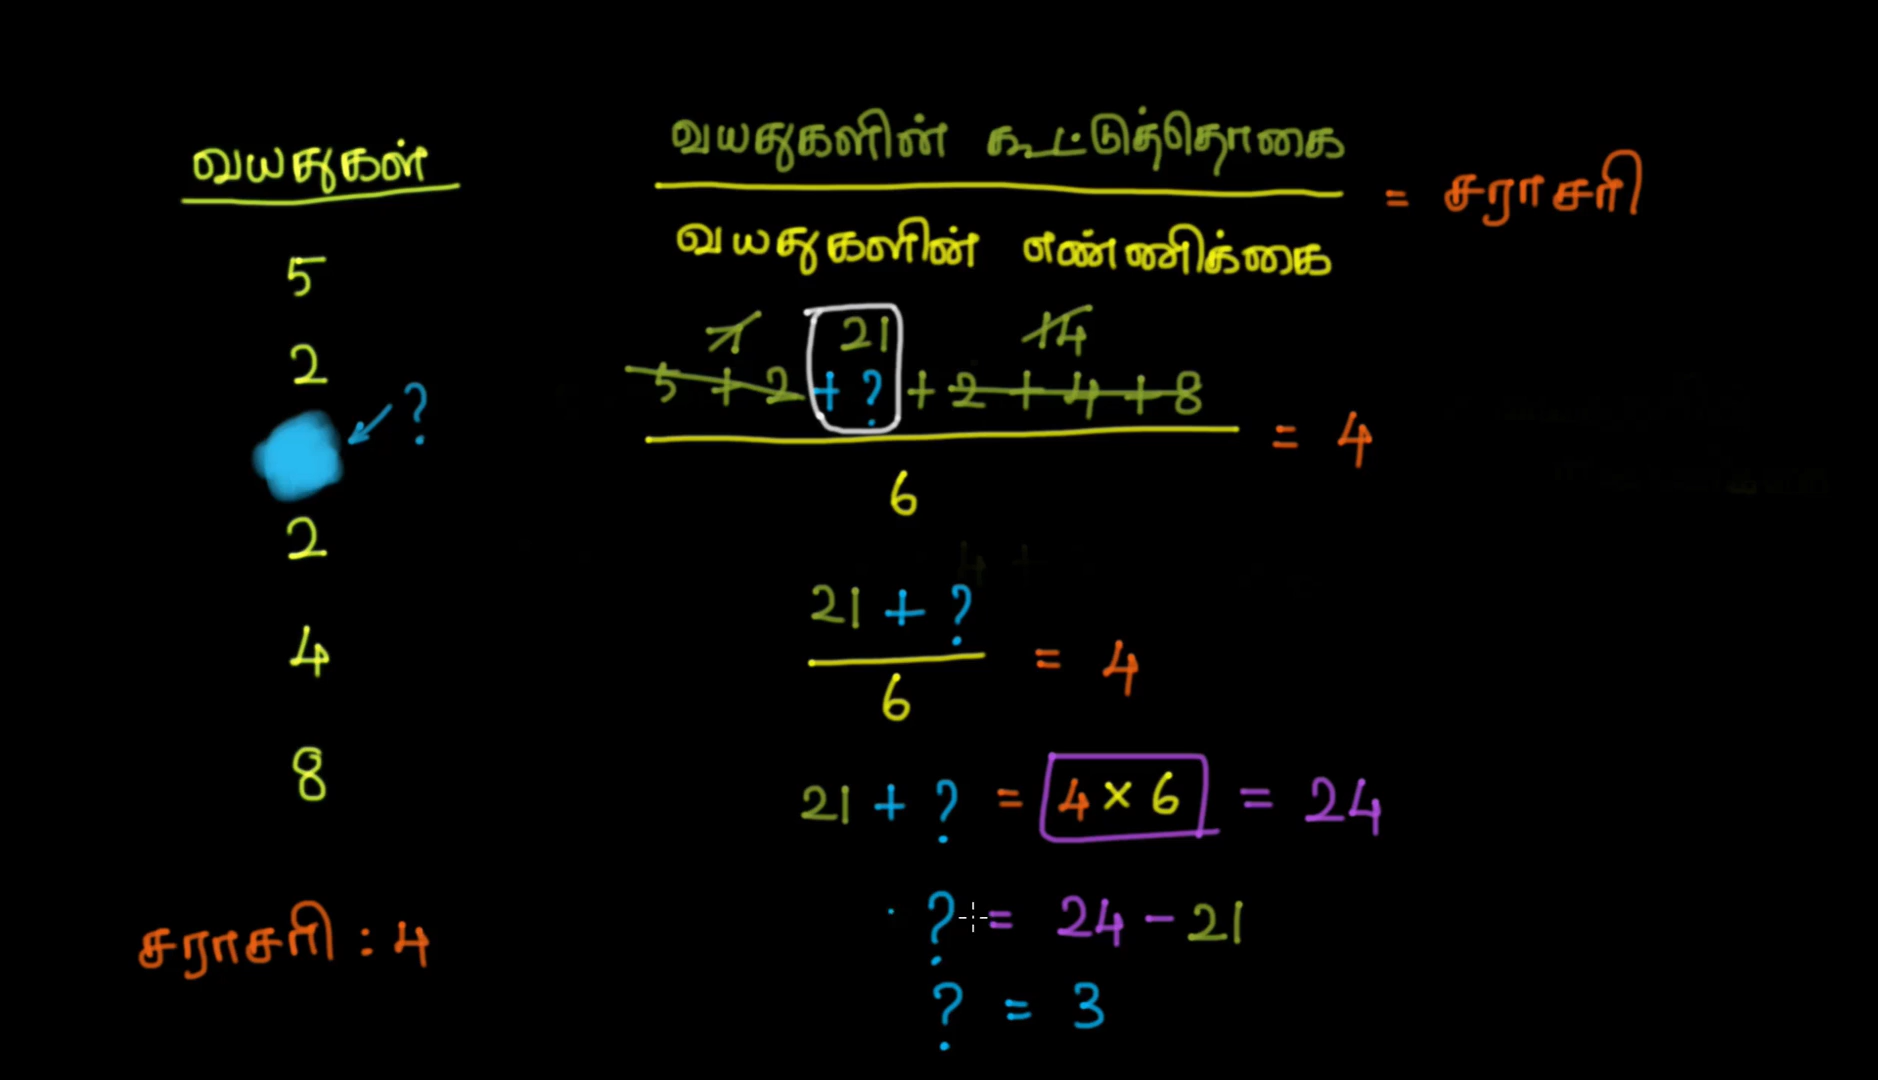 வயதுகள்
5
2
?
2
4
8
சராசரி : 4
வயதுகளின் கூட்டுத்தொகை
வயதுகளின் எண்ணிக்கை
= சராசரி
7 21 14
5 + 2 + ? + 2 + 4 + 8
6
= 4
21 + ?
6
= 4
21 + ? = 4 × 6 = 24
? = 24 - 21
? = 3